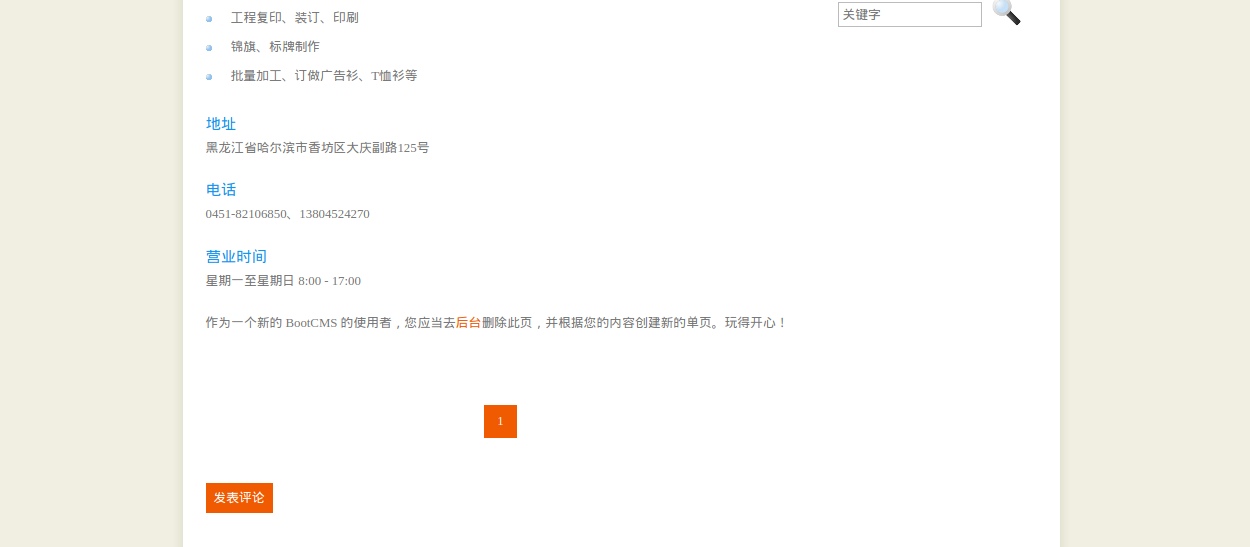 工程复印、装订、印刷
关键字
锦旗、标牌制作
批量加工、订做广告衫、T恤衫等
地址
黑龙江省哈尔滨市香坊区大庆副路125号
电话
0451-82106850、13804524270
营业时间
星期一至星期日 8:00 - 17:00
作为一个新的 BootCMS 的使用者，您应当去后台删除此页，并根据您的内容创建新的单页。玩得开心！
1
发表评论